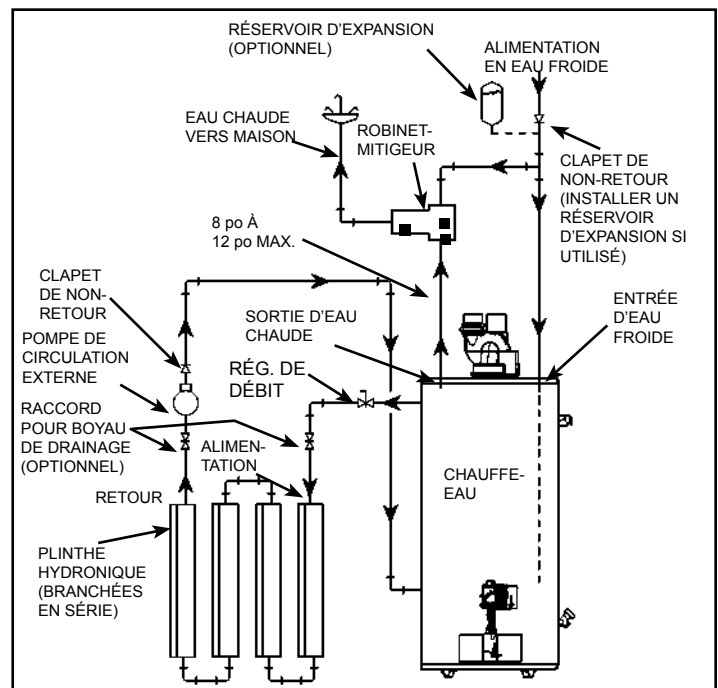 RÉSERVOIR D'EXPANSION
(OPTIONNEL)
ALIMENTATION
EN EAU FROIDE
EAU CHAUDE
VERS MAISON
ROBINET-
MITIGEUR
CLAPET DE
NON-RETOUR
(INSTALLER UN
RÉSERVOIR
D'EXPANSION SI
UTILISÉ)
8 po À
12 po MAX.
CLAPET
DE NON-
RETOUR
POMPE DE
CIRCULATION
EXTERNE
RACCORD
POUR BOYAU
DE DRAINAGE
(OPTIONNEL)
SORTIE D'EAU
CHAUDE
ENTRÉE
D'EAU
FROIDE
RÉG. DE
DÉBIT
ALIMEN-
TATION
RETOUR
CHAUFFE-
EAU
PLINTHE
HYDRONIQUE
(BRANCHÉES
EN SÉRIE)